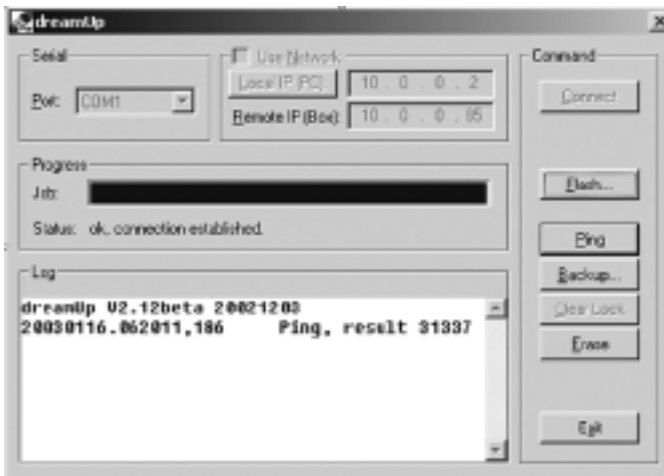 dreamUp
Serial
Port: COM1
Use Network
Local IP (PC): 10 . 0 . 0 . 2
Remote IP (Box): 10 . 0 . 0 . 85
Progress
Job:
Status: ok, connection established.
Log
dreamUp V2.12beta 20021203
20030116.062011,186 Ping, result 31337
Command
Connect
Flash...
Ping
Backup...
Clear Lock
Erase
Exit